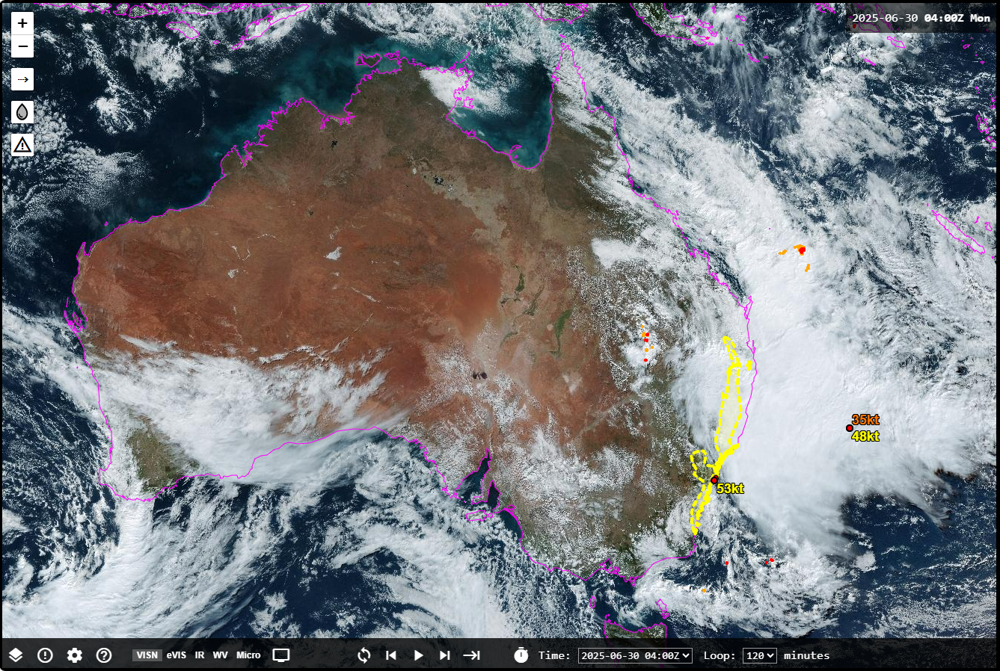 +
2025-06-30 04:00Z Mon
−
35kt
48kt
53kt
VISN eVIS IR WV Micro Time: 2025-06-30 04:00Z Loop: 120 minutes